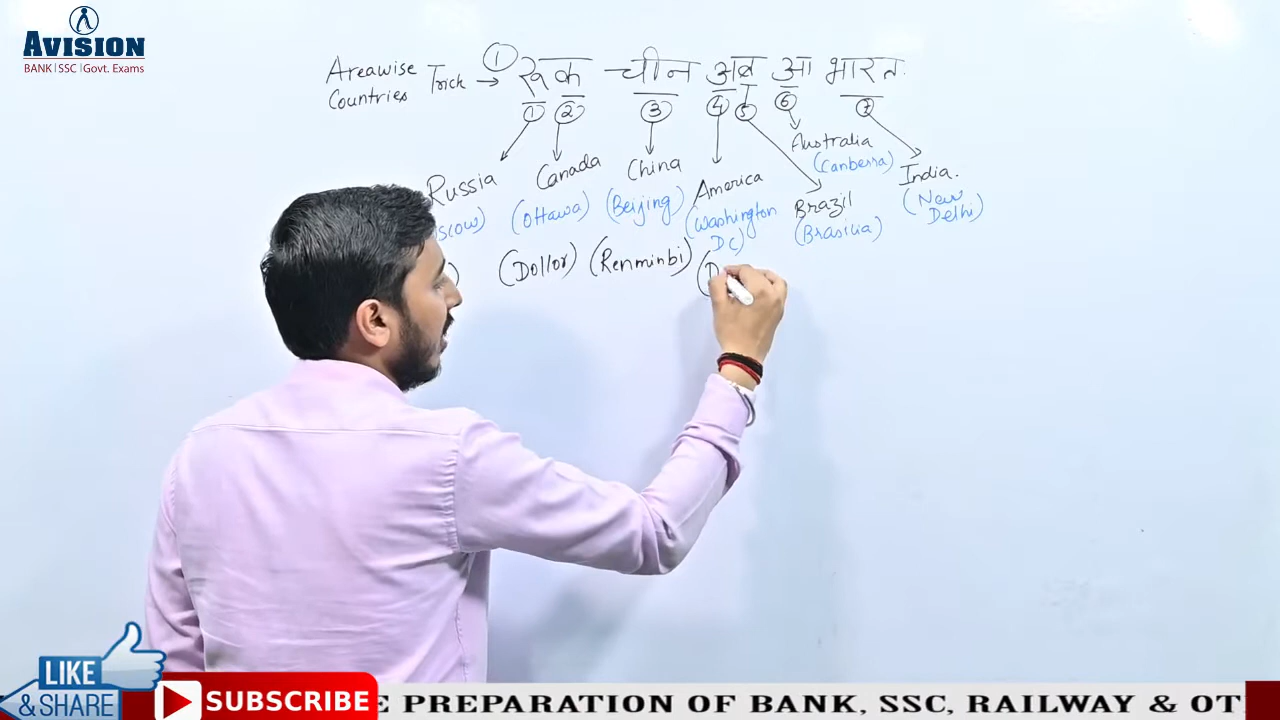 AVISION
BANK | SSC | Govt. Exams
Areawise
Countries
Trick → ① रूक चीन अब आ भारत
① ② ③ ④ ⑤ ⑥ ⑦
Russia
Canada
(Ottawa)
(Dollor)
China
(Beijing)
(Renminbi)
America
(Washington
DC)
(D
Brazil
(Brasilia)
Australia
(Canberra)
India.
(New
Delhi)
LIKE
& SHARE
SUBSCRIBE
E PREPARATION OF BANK, SSC, RAILWAY & OT